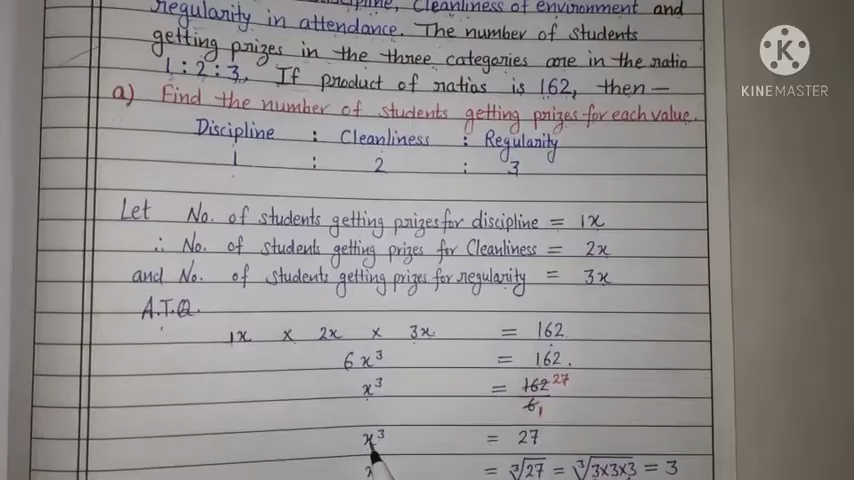 Cleanliness of environment and
regularity in attendance. The number of students
getting prizes in the three categories are in the ratio
1 : 2 : 3. If product of ratios is 162, then —
a) Find the number of students getting prizes for each value.
Discipline : Cleanliness : Regularity
1 : 2 : 3
Let No. of students getting prizes for discipline = 1x
∴ No. of students getting prizes for Cleanliness = 2x
and No. of students getting prizes for regularity = 3x
A.T.Q.
1x × 2x × 3x = 162
6x³ = 162.
x³ = 162 27
6 1
x³ = 27
= ∛27 = ∛3×3×3 = 3
K
KINEMASTER